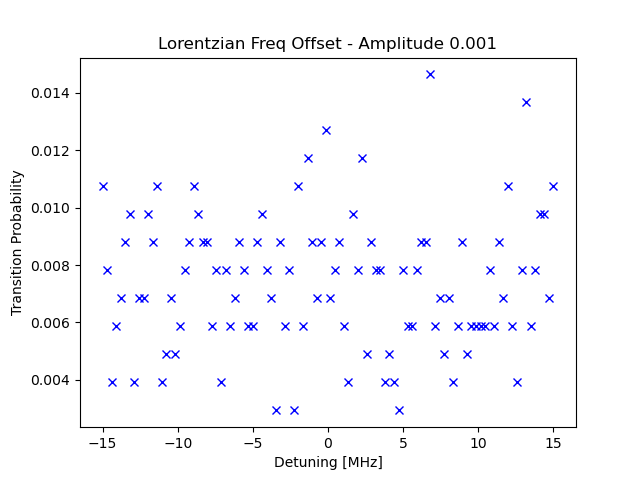 Lorentzian Freq Offset - Amplitude 0.001
Transition Probability
0.014
0.012
0.010
0.008
0.006
0.004
−15 −10 −5 0 5 10 15
Detuning [MHz]